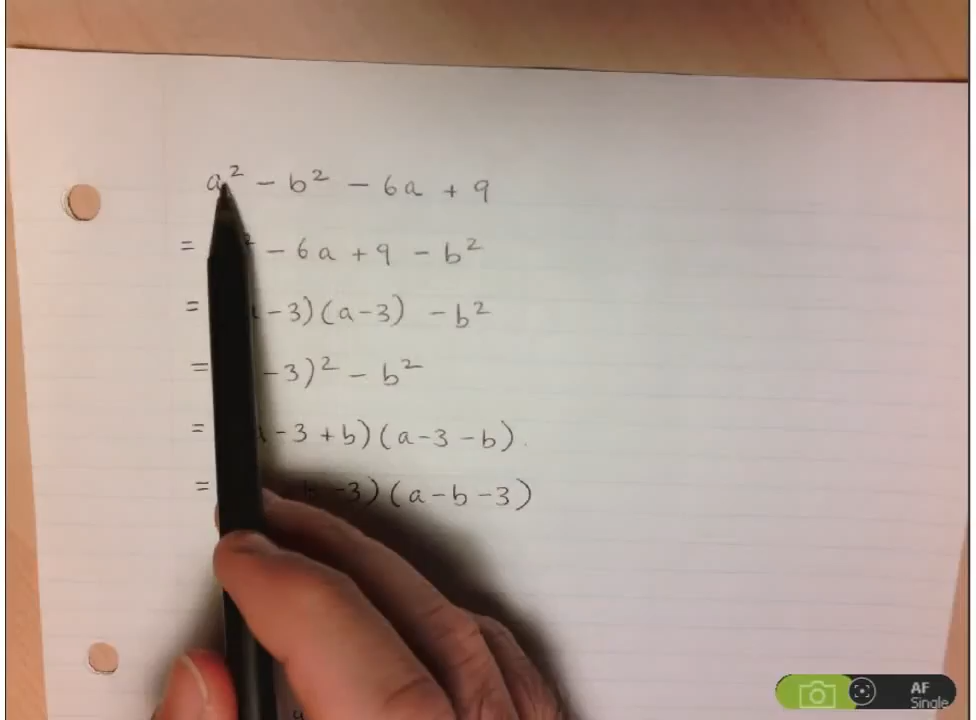 a² - b² - 6a + 9
= ² - 6a + 9 - b²
= - 3)(a-3) - b²
= - 3)² - b²
= - 3 + b)(a-3 - b).
= -3)(a - b - 3)
AF
Single